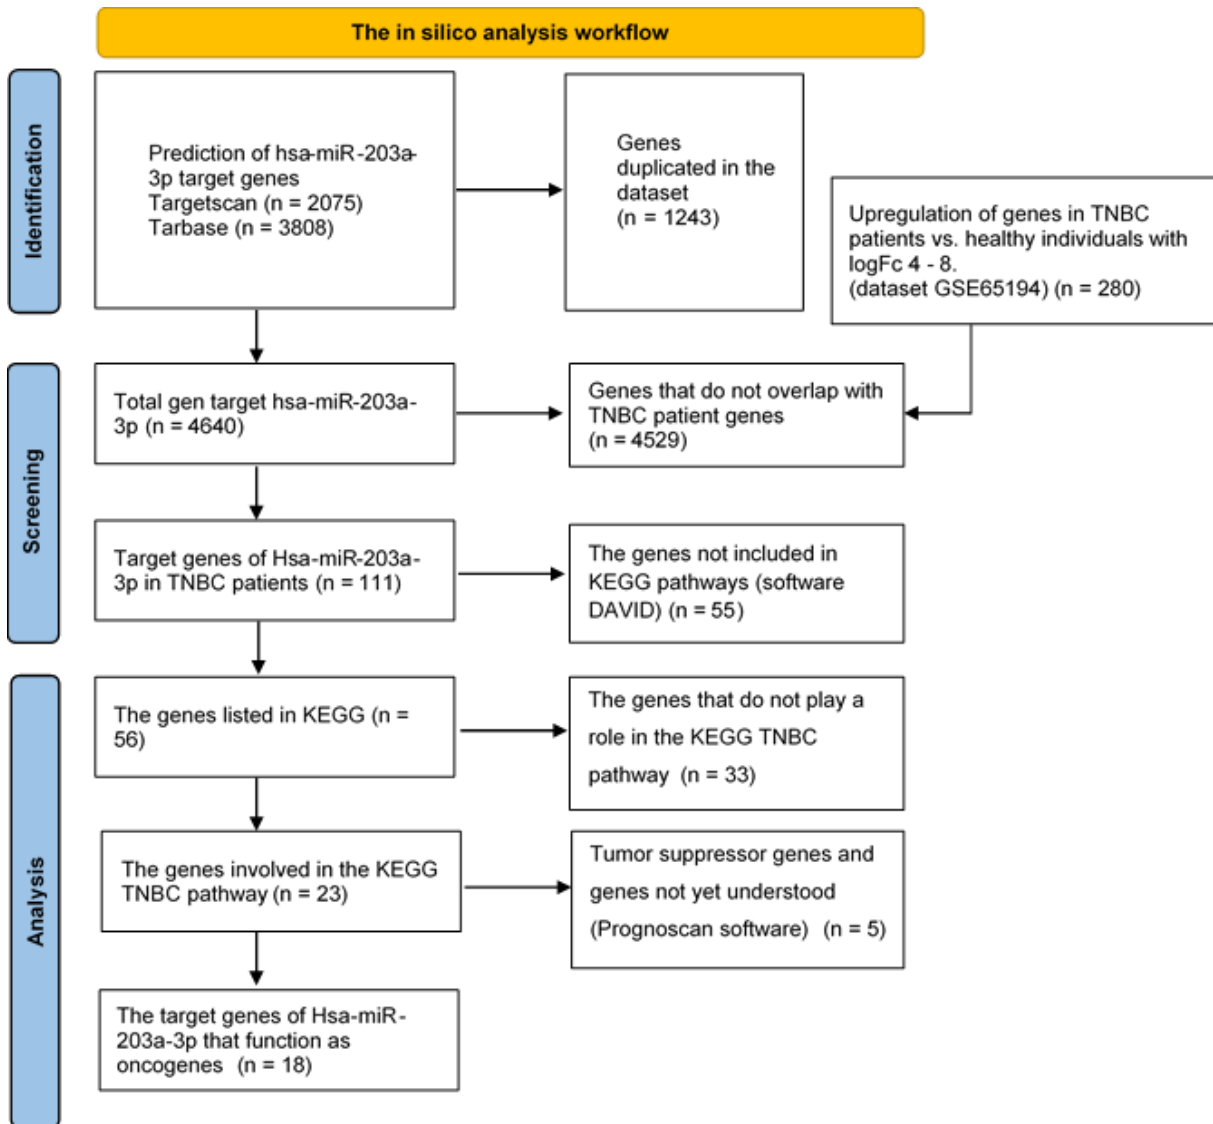 The in silico analysis workflow
Identification
Prediction of hsa-miR-203a-
3p target genes
Targetscan (n = 2075)
Tarbase (n = 3808)
Genes
duplicated in the
dataset
(n = 1243)
Upregulation of genes in TNBC
patients vs. healthy individuals with
logFc 4 - 8.
(dataset GSE65194) (n = 280)
Screening
Total gen target hsa-miR-203a-
3p (n = 4640)
Genes that do not overlap with
TNBC patient genes
(n = 4529)
Target genes of Hsa-miR-203a-
3p in TNBC patients (n = 111)
The genes not included in
KEGG pathways (software
DAVID) (n = 55)
Analysis
The genes listed in KEGG (n =
56)
The genes that do not play a
role in the KEGG TNBC
pathway (n = 33)
The genes involved in the KEGG
TNBC pathway (n = 23)
Tumor suppressor genes and
genes not yet understood
(Prognoscan software) (n = 5)
The target genes of Hsa-miR-
203a-3p that function as
oncogenes (n = 18)